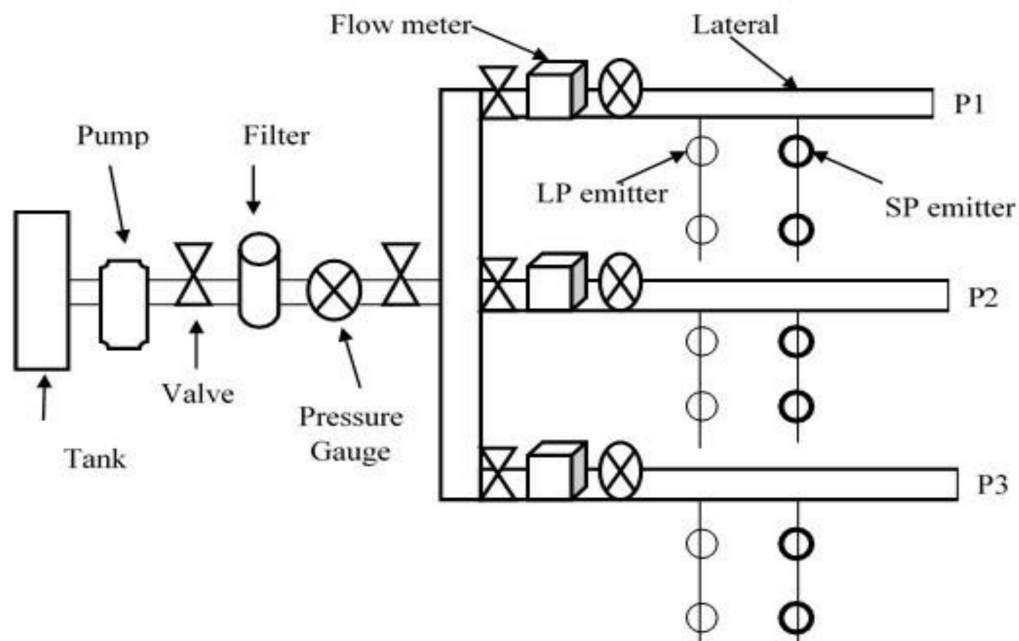 Flow meter
Lateral
P1
Pump
Filter
LP emitter
SP emitter
P2
Valve
Pressure
Gauge
Tank
P3